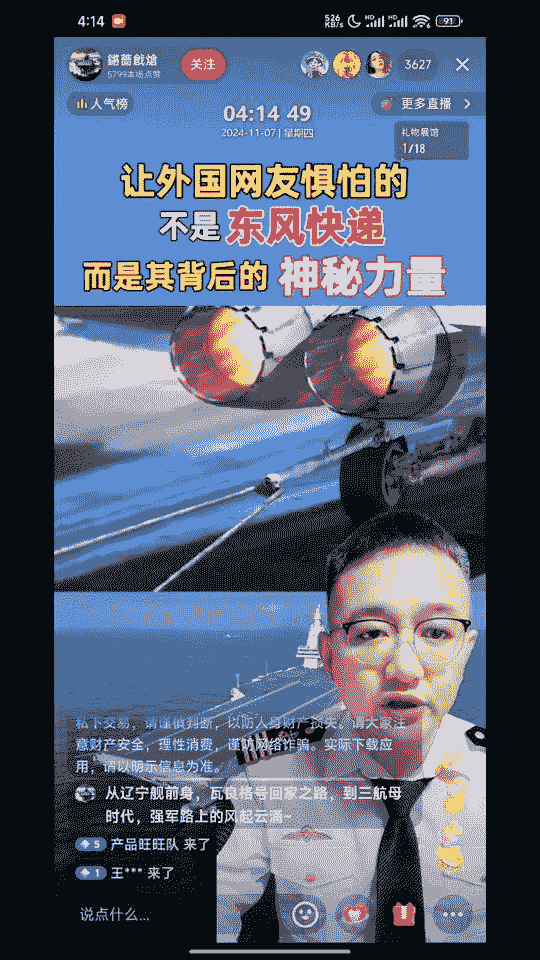 4:14
526
KB/s
HD
HD
91
鏘薔戧熗
5799本场点赞
关注
3627
人气榜
更多直播
04:14 49
2024-11-07 | 星期四
礼物展馆
1/18
让外国网友惧怕的
不是东风快递
而是其背后的神秘力量
私下交易，请谨慎判断，以防人身财产损失。请大家注
意财产安全，理性消费，谨防网络诈骗。实际下载应
用，请以明示信息为准。
从辽宁舰前身，瓦良格号回家之路，到三航母
时代，强军路上的风起云涌~
5 产品旺旺队 来了
1 王*** 来了
说点什么...